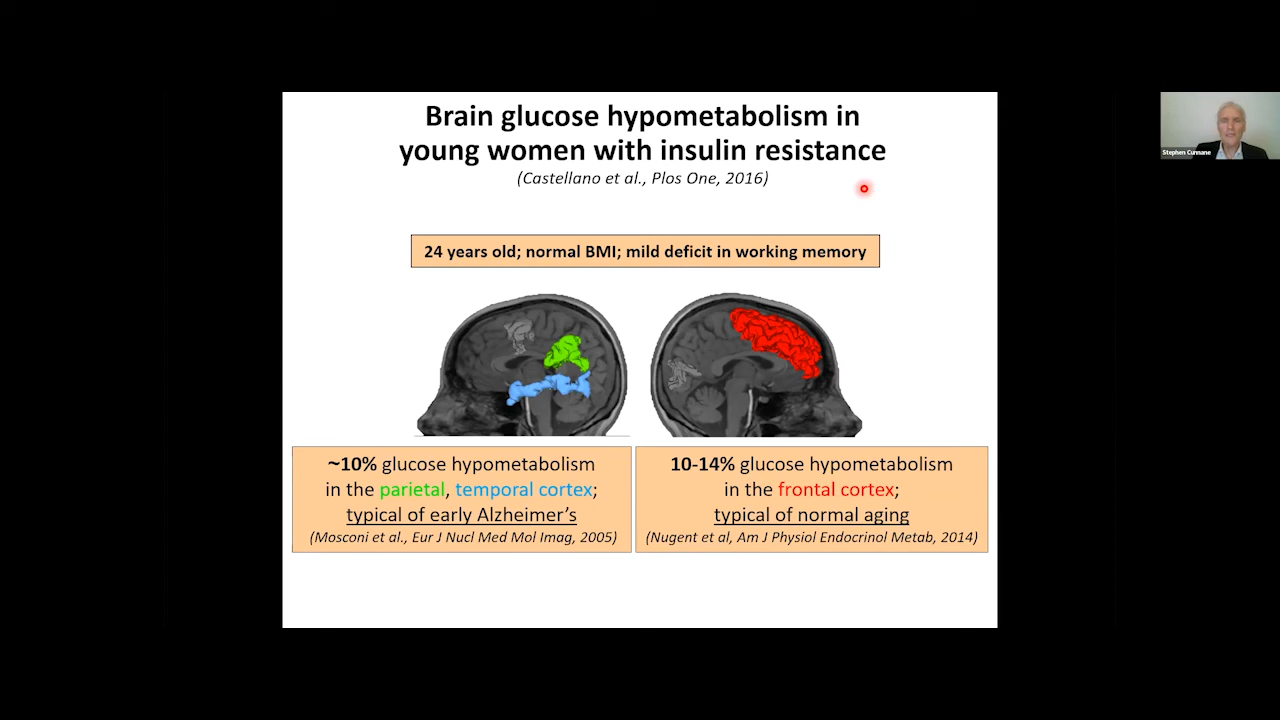 Brain glucose hypometabolism in
young women with insulin resistance
(Castellano et al., Plos One, 2016)
Stephen Cunnane
24 years old; normal BMI; mild deficit in working memory
~10% glucose hypometabolism
in the parietal, temporal cortex;
typical of early Alzheimer's
(Mosconi et al., Eur J Nucl Med Mol Imag, 2005)
10-14% glucose hypometabolism
in the frontal cortex;
typical of normal aging
(Nugent et al, Am J Physiol Endocrinol Metab, 2014)